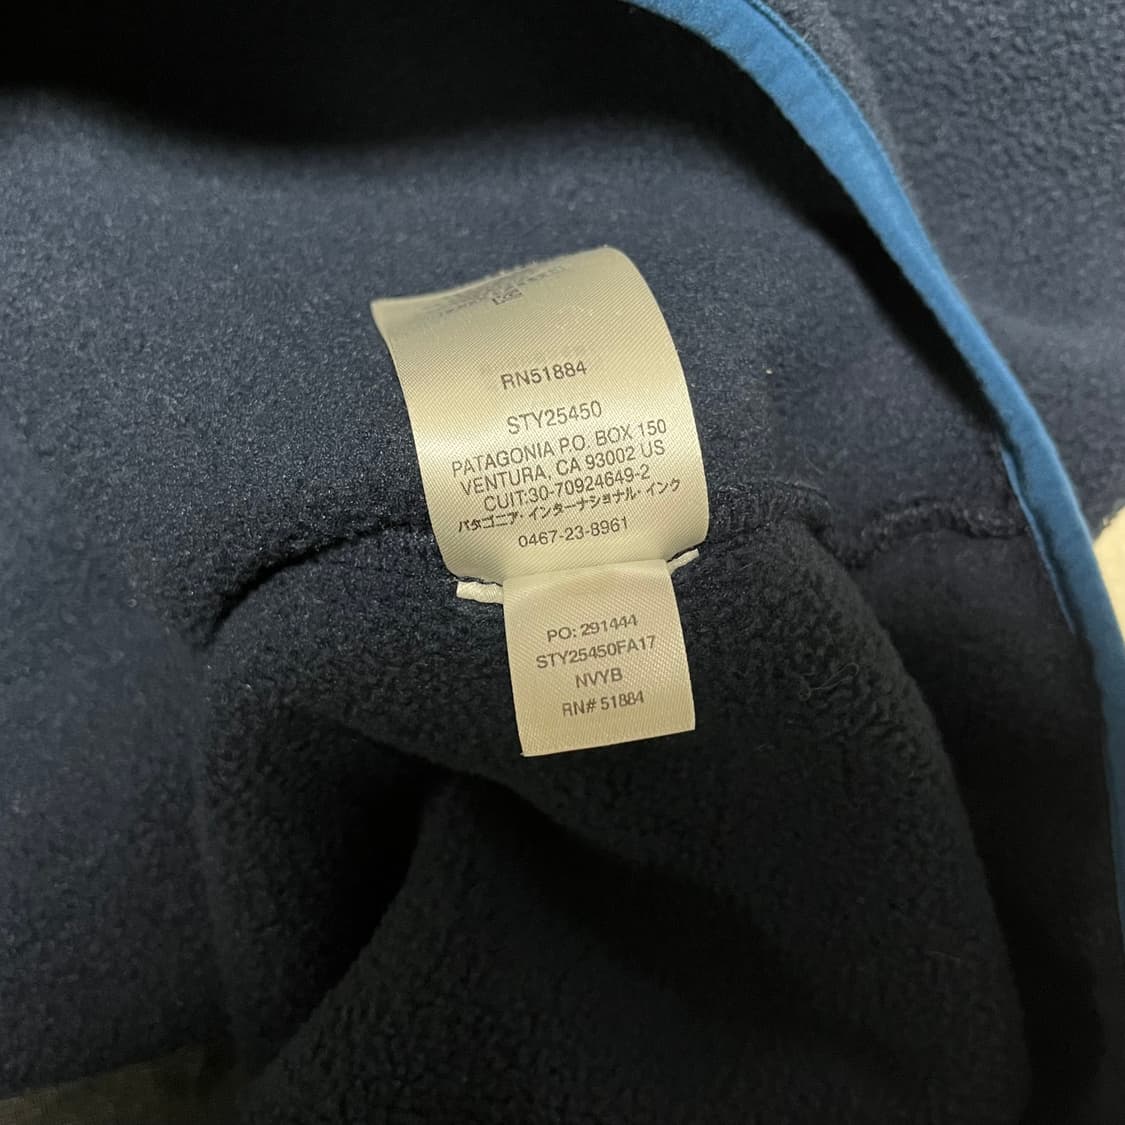 RN51884
STY25450
PATAGONIA P.O. BOX 150
VENTURA, CA 93002 US
CUIT:30-70924649-2
パタゴニア・インターナショナル・インク
0467-23-8961
PO: 291444
STY25450FA17
NVYB
RN# 51884